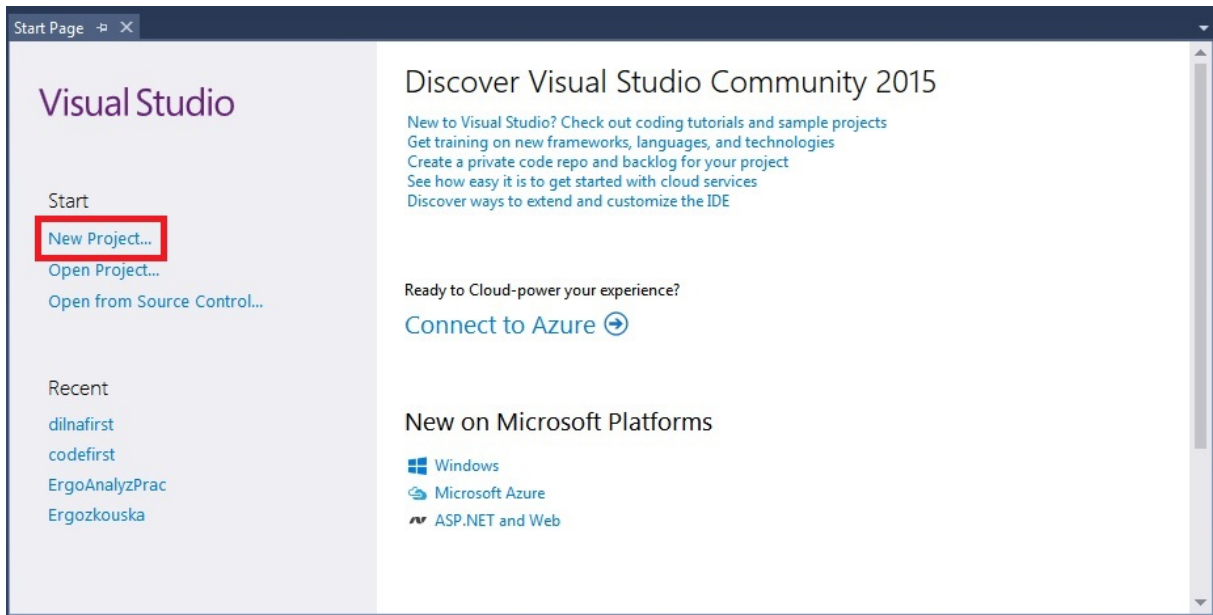 Start Page
Visual Studio
Start
New Project...
Open Project...
Open from Source Control...
Recent
dilnafirst
codefirst
ErgoAnalyzPrac
Ergozkouska
Discover Visual Studio Community 2015
New to Visual Studio? Check out coding tutorials and sample projects
Get training on new frameworks, languages, and technologies
Create a private code repo and backlog for your project
See how easy it is to get started with cloud services
Discover ways to extend and customize the IDE
Ready to Cloud-power your experience?
Connect to Azure
New on Microsoft Platforms
Windows
Microsoft Azure
ASP.NET and Web